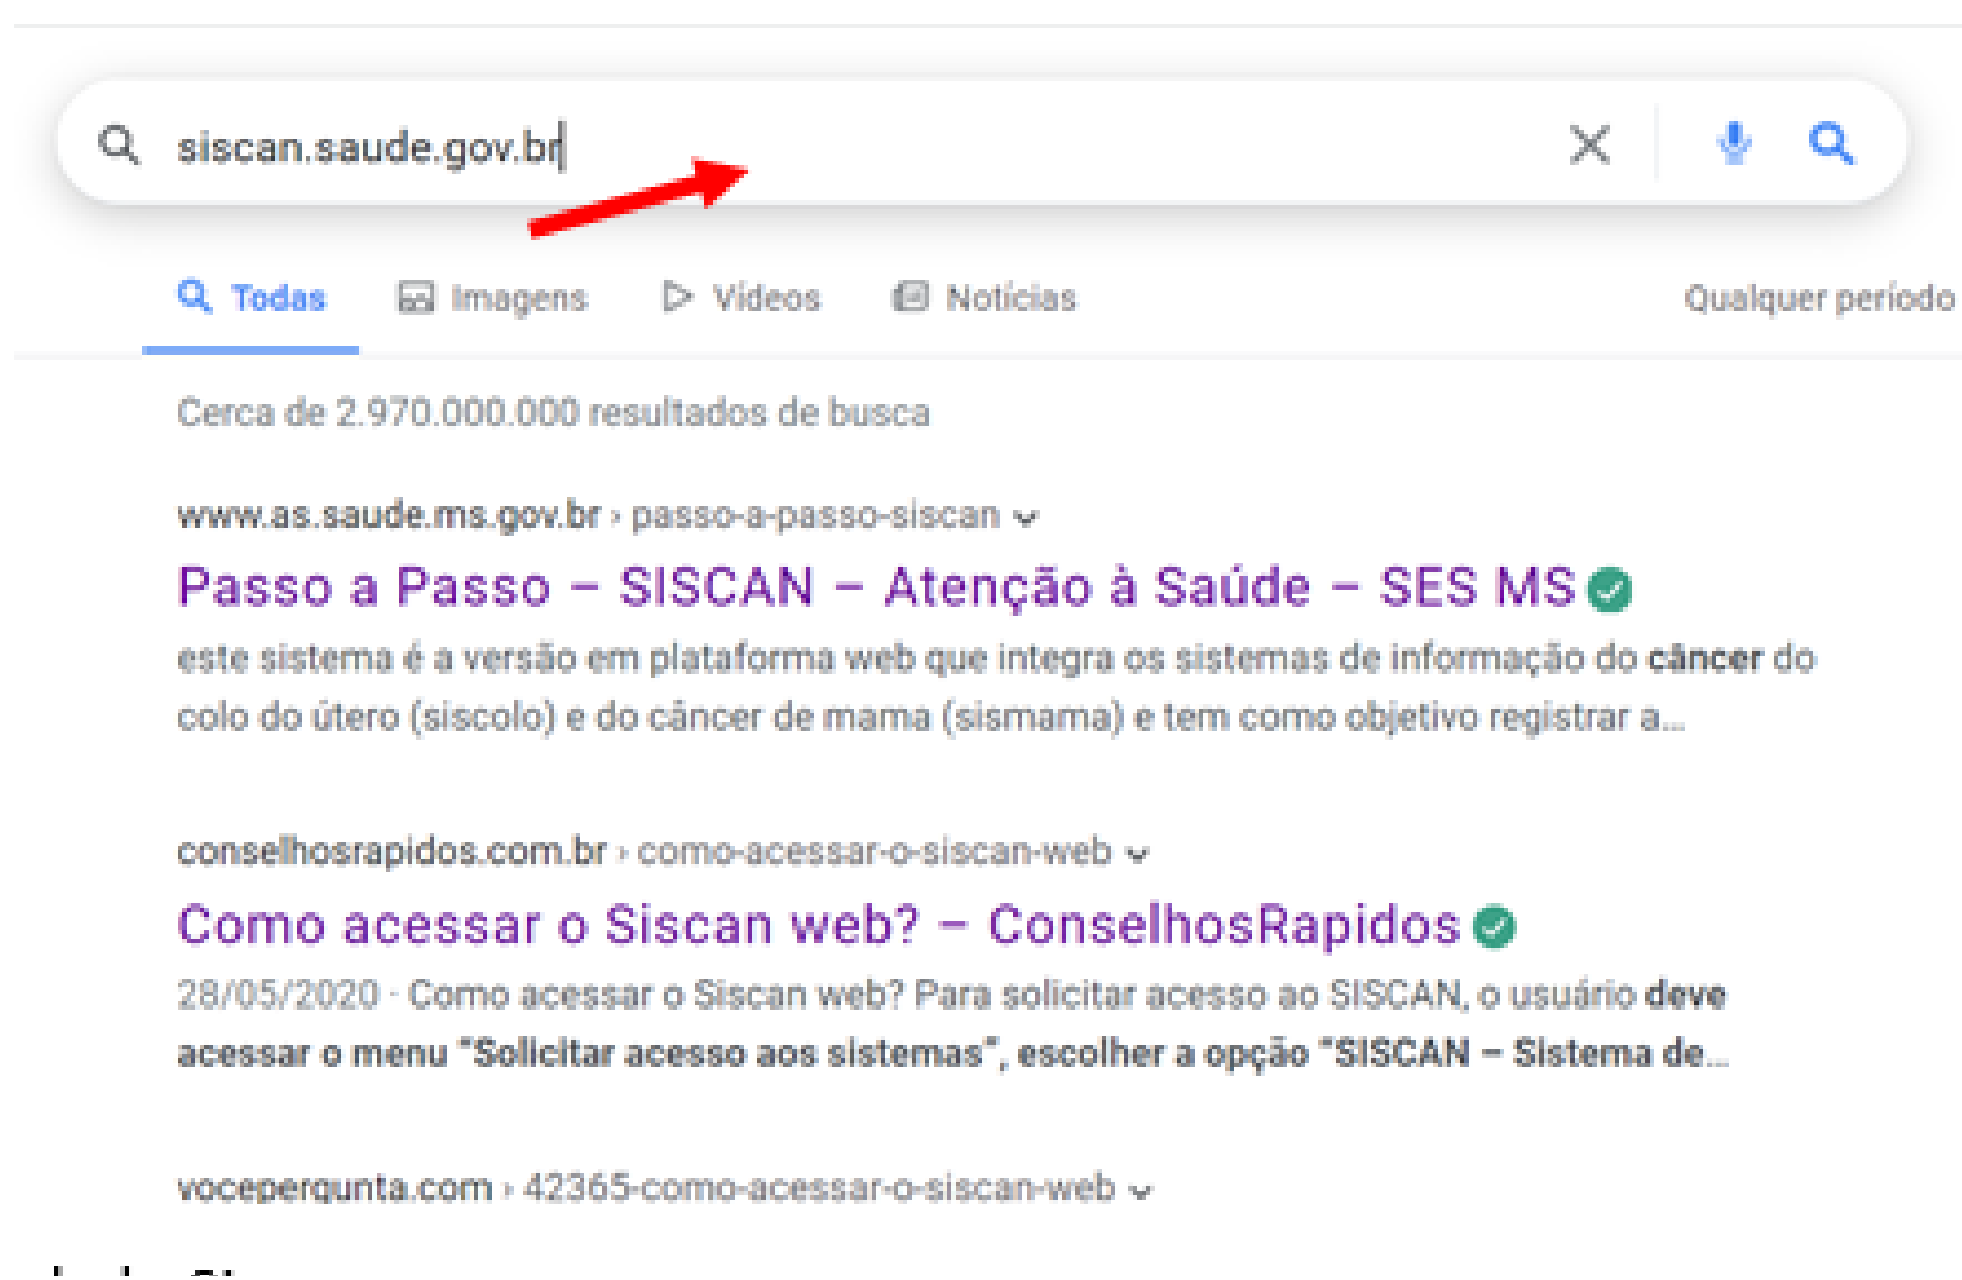 siscan.saude.gov.br
Todas Imagens Vídeos Notícias Qualquer período
Cerca de 2.970.000.000 resultados de busca
www.as.saude.ms.gov.br › passo-a-passo-siscan
Passo a Passo – SISCAN – Atenção à Saúde – SES MS
este sistema é a versão em plataforma web que integra os sistemas de informação do câncer do
colo do útero (siscolo) e do câncer de mama (sismama) e tem como objetivo registrar a...
conselhosrapidos.com.br › como-acessar-o-siscan-web
Como acessar o Siscan web? – ConselhosRapidos
28/05/2020 · Como acessar o Siscan web? Para solicitar acesso ao SISCAN, o usuário deve
acessar o menu "Solicitar acesso aos sistemas", escolher a opção "SISCAN – Sistema de...
vocepergunta.com › 42365-como-acessar-o-siscan-web